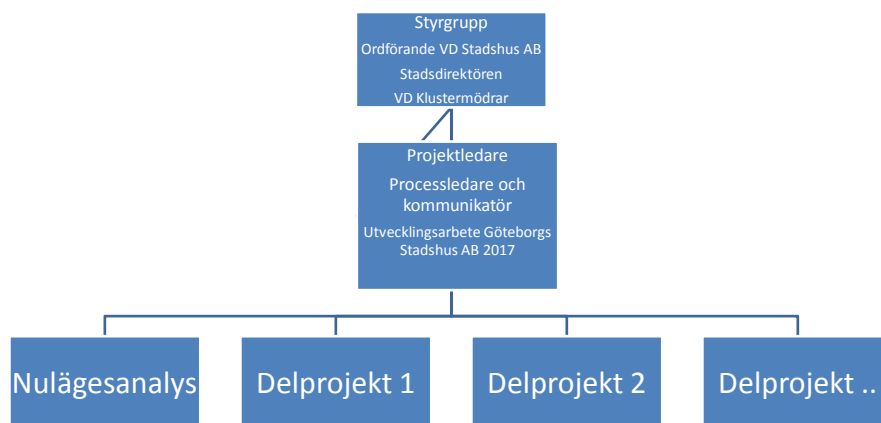 Styrgrupp
Ordförande VD Stadshus AB
Stadsdirektören
VD Klustermödrar
Projektledare
Processledare och
kommunikatör
Utvecklingsarbete Göteborgs
Stadshus AB 2017
Nulägesanalys
Delprojekt 1
Delprojekt 2
Delprojekt ..